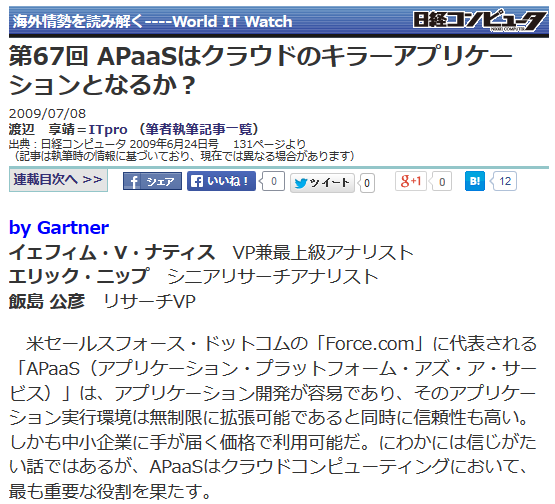 海外情勢を読み解く----World IT Watch
日経コンピュータ
NIKKEI COMPUTER
第67回 APaaSはクラウドのキラーアプリケー
ションとなるか？
2009/07/08
渡辺　享靖＝ITpro （筆者執筆記事一覧）
出典：日経コンピュータ 2009年6月24日号　131ページより
（記事は執筆時の情報に基づいており、現在では異なる場合があります）
連載目次へ >>
シェア
いいね！ 0
ツイート 0
g+1 0
B! 12
by Gartner
イェフィム・V・ナティス　VP兼最上級アナリスト
エリック・ニップ　シニアリサーチアナリスト
飯島 公彦　リサーチVP
米セールスフォース・ドットコムの「Force.com」に代表される
「APaaS（アプリケーション・プラットフォーム・アズ・ア・サー
ビス）」は、アプリケーション開発が容易であり、そのアプリケー
ション実行環境は無制限に拡張可能であると同時に信頼性も高い。
しかも中小企業に手が届く価格で利用可能だ。にわかには信じがた
い話ではあるが、APaaSはクラウドコンピューティングにおいて、
最も重要な役割を果たす。